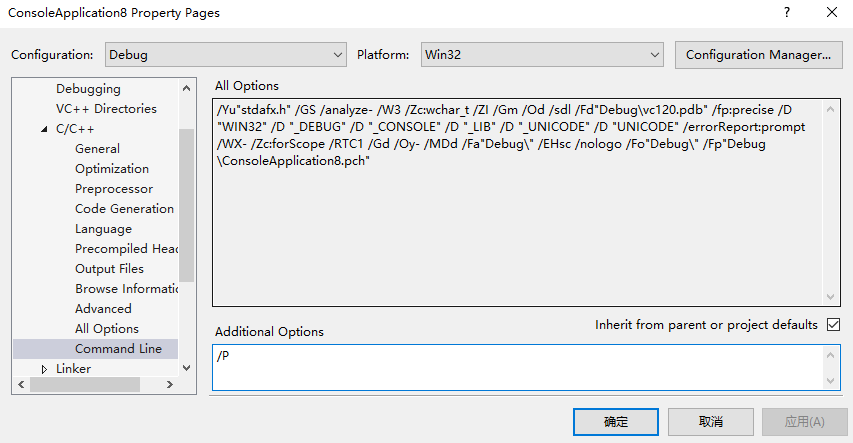 ConsoleApplication8 Property Pages
Configuration: Debug Platform: Win32 Configuration Manager...
Debugging
VC++ Directories
C/C++
General
Optimization
Preprocessor
Code Generation
Language
Precompiled Head
Output Files
Browse Informatic
Advanced
All Options
Command Line
Linker
All Options
/Yu"stdafx.h" /GS /analyze- /W3 /Zc:wchar_t /ZI /Gm /Od /sdl /Fd"Debug\vc120.pdb" /fp:precise /D
"WIN32" /D "_DEBUG" /D "_CONSOLE" /D "_LIB" /D "_UNICODE" /D "UNICODE" /errorReport:prompt
/WX- /Zc:forScope /RTC1 /Gd /Oy- /MDd /Fa"Debug\" /EHsc /nologo /Fo"Debug\" /Fp"Debug
\ConsoleApplication8.pch"
Additional Options Inherit from parent or project defaults
/P
确定 取消 应用(A)